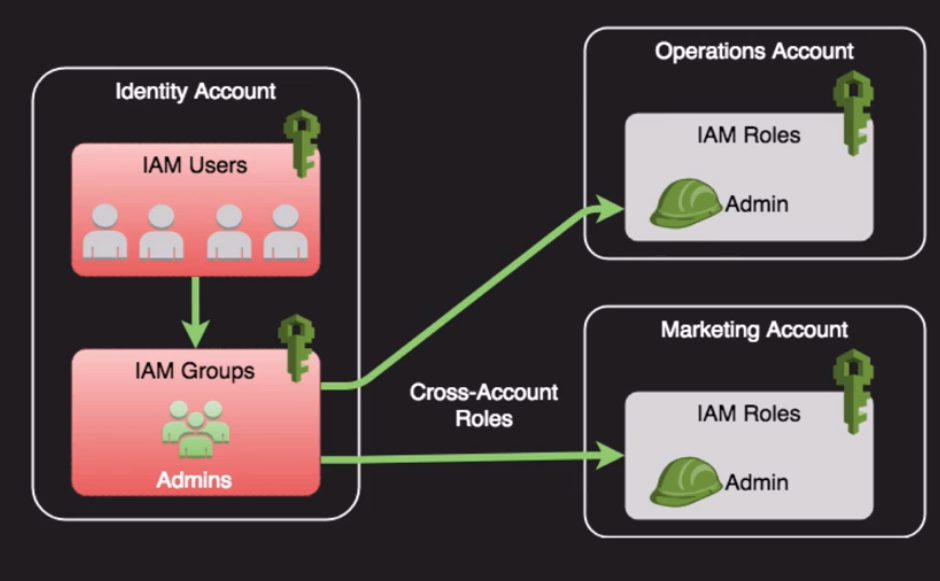 Identity Account
IAM Users
IAM Groups
Admins
Cross-Account
Roles
Operations Account
IAM Roles
Admin
Marketing Account
IAM Roles
Admin